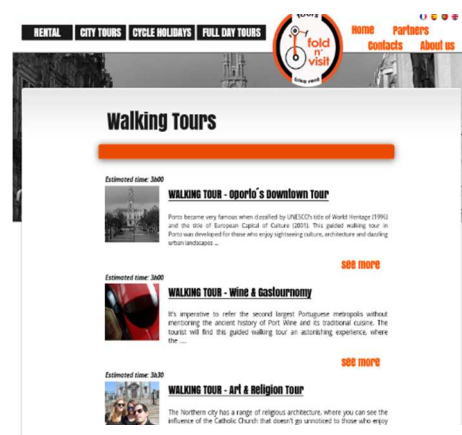 RENTAL CITY TOURS CYCLE HOLIDAYS FULL DAY TOURS
tours
fold
n'
visit
bike rent
Home Partners
Contacts About us
Walking Tours
Estimated time: 3h00
WALKING TOUR - Oporto´s Downtown Tour
Porto became very famous when classified by UNESCO's title of World Heritage (1996)
and the title of European Capital of Culture (2001). This guided walking tour in
Porto was developed for those who enjoy sightseeing culture, architecture and dazzling
urban landscapes ...
see more
Estimated time: 3h00
WALKING TOUR - Wine & Gastournomy
It's imperative to refer the second largest Portuguese metropolis without
mentioning the ancient history of Port Wine and its traditional cuisine. The
tourist will find this guided walking tour an astonishing experience, where
the ....
see more
Estimated time: 3h30
WALKING TOUR - Art & Religion Tour
The Northern city has a range of religious architecture, where you can see the
influence of the Catholic Church that doesn't go unnoticed to those who enjoy